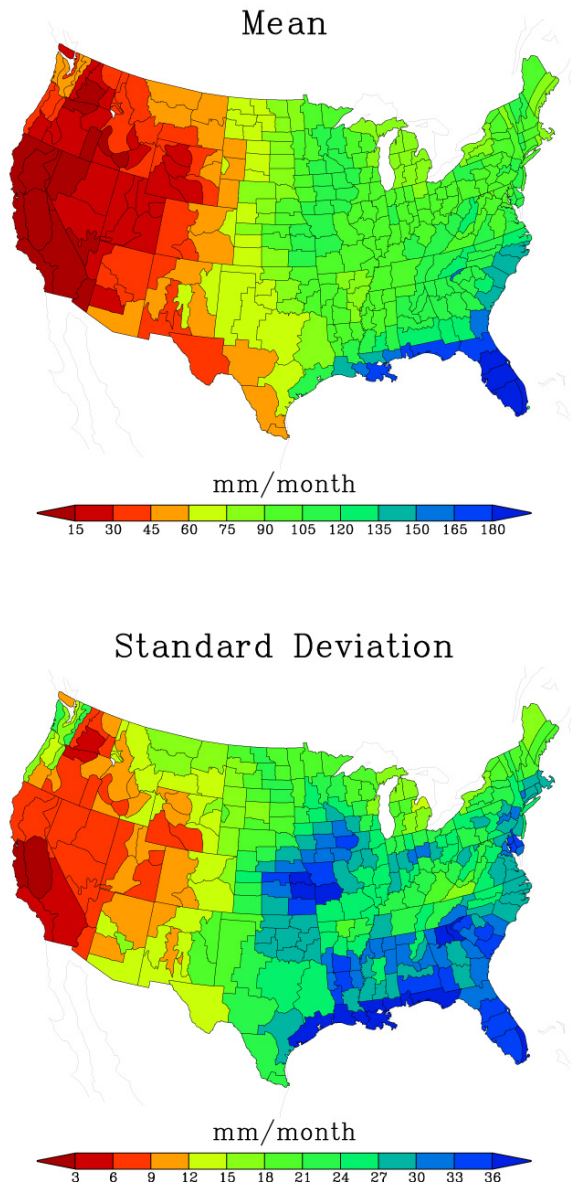 Mean
mm/month
15 30 45 60 75 90 105 120 135 150 165 180
Standard Deviation
mm/month
3 6 9 12 15 18 21 24 27 30 33 36